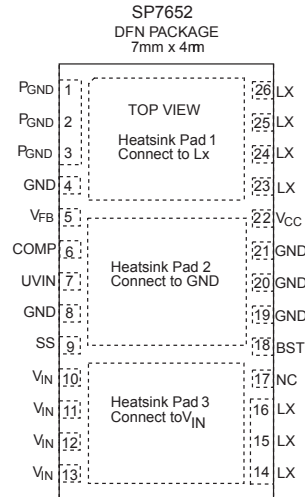 SP7652
DFN PACKAGE
7mm x 4mm
TOP VIEW
Heatsink Pad 1
Connect to Lx
Heatsink Pad 2
Connect to GND
Heatsink Pad 3
Connect toVIN
PGND 1
PGND 2
PGND 3
GND 4
VFB 5
COMP 6
UVIN 7
GND 8
SS 9
VIN 10
VIN 11
VIN 12
VIN 13
26 LX
25 LX
24 LX
23 LX
22 VCC
21 GND
20 GND
19 GND
18 BST
17 NC
16 LX
15 LX
14 LX